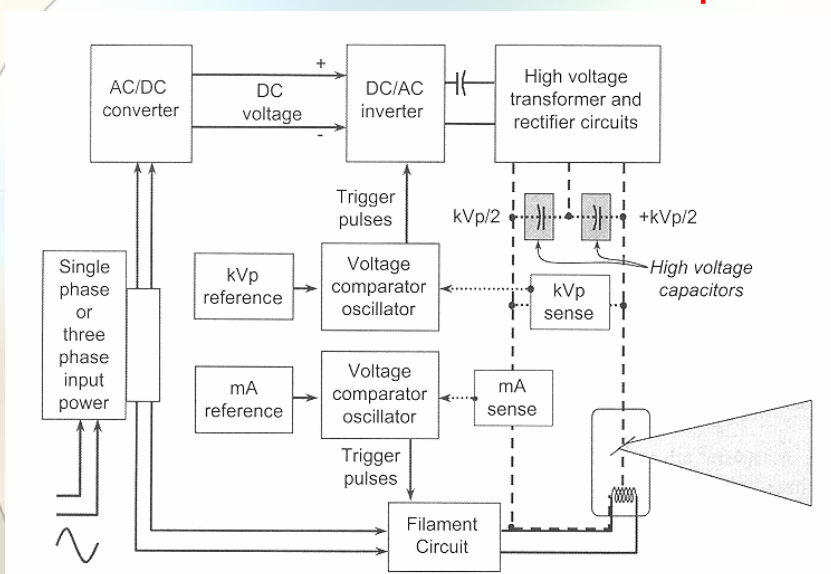 AC/DC
converter
+
DC
voltage
-
DC/AC
inverter
High voltage
transformer and
rectifier circuits
Trigger
pulses
kVp/2
+kVp/2
High voltage
capacitors
Single
phase
or
three
phase
input
power
kVp
reference
Voltage
comparator
oscillator
kVp
sense
mA
reference
Voltage
comparator
oscillator
mA
sense
Trigger
pulses
Filament
Circuit